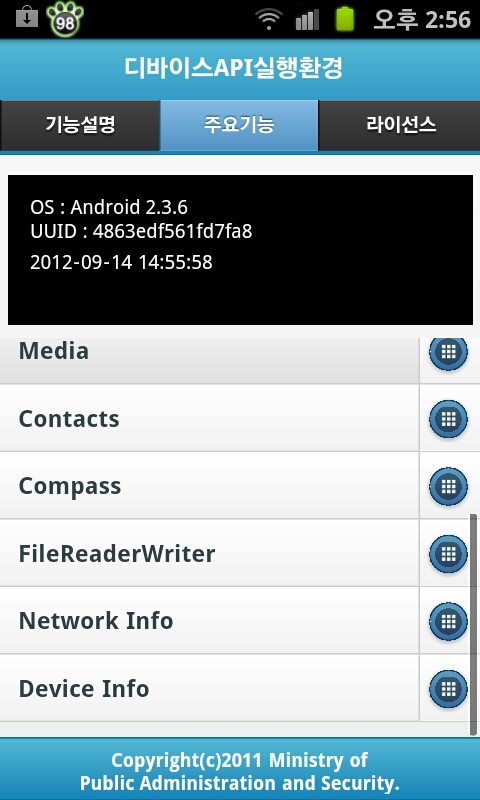 98
오후 2:56
디바이스API실행환경
기능설명
주요기능
라이선스
OS : Android 2.3.6
UUID : 4863edf561fd7fa8
2012-09-14 14:55:58
Media
Contacts
Compass
FileReaderWriter
Network Info
Device Info
Copyright(c)2011 Ministry of
Public Administration and Security.